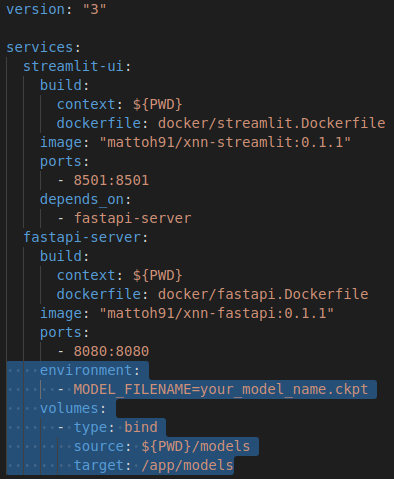 version: "3"

services:
  streamlit-ui:
    build:
      context: ${PWD}
      dockerfile: docker/streamlit.Dockerfile
    image: "mattoh91/xnn-streamlit:0.1.1"
    ports:
      - 8501:8501
    depends_on:
      - fastapi-server
  fastapi-server:
    build:
      context: ${PWD}
      dockerfile: docker/fastapi.Dockerfile
    image: "mattoh91/xnn-fastapi:0.1.1"
    ports:
      - 8080:8080
    environment:
      - MODEL_FILENAME=your_model_name.ckpt
    volumes:
      - type: bind
        source: ${PWD}/models
        target: /app/models